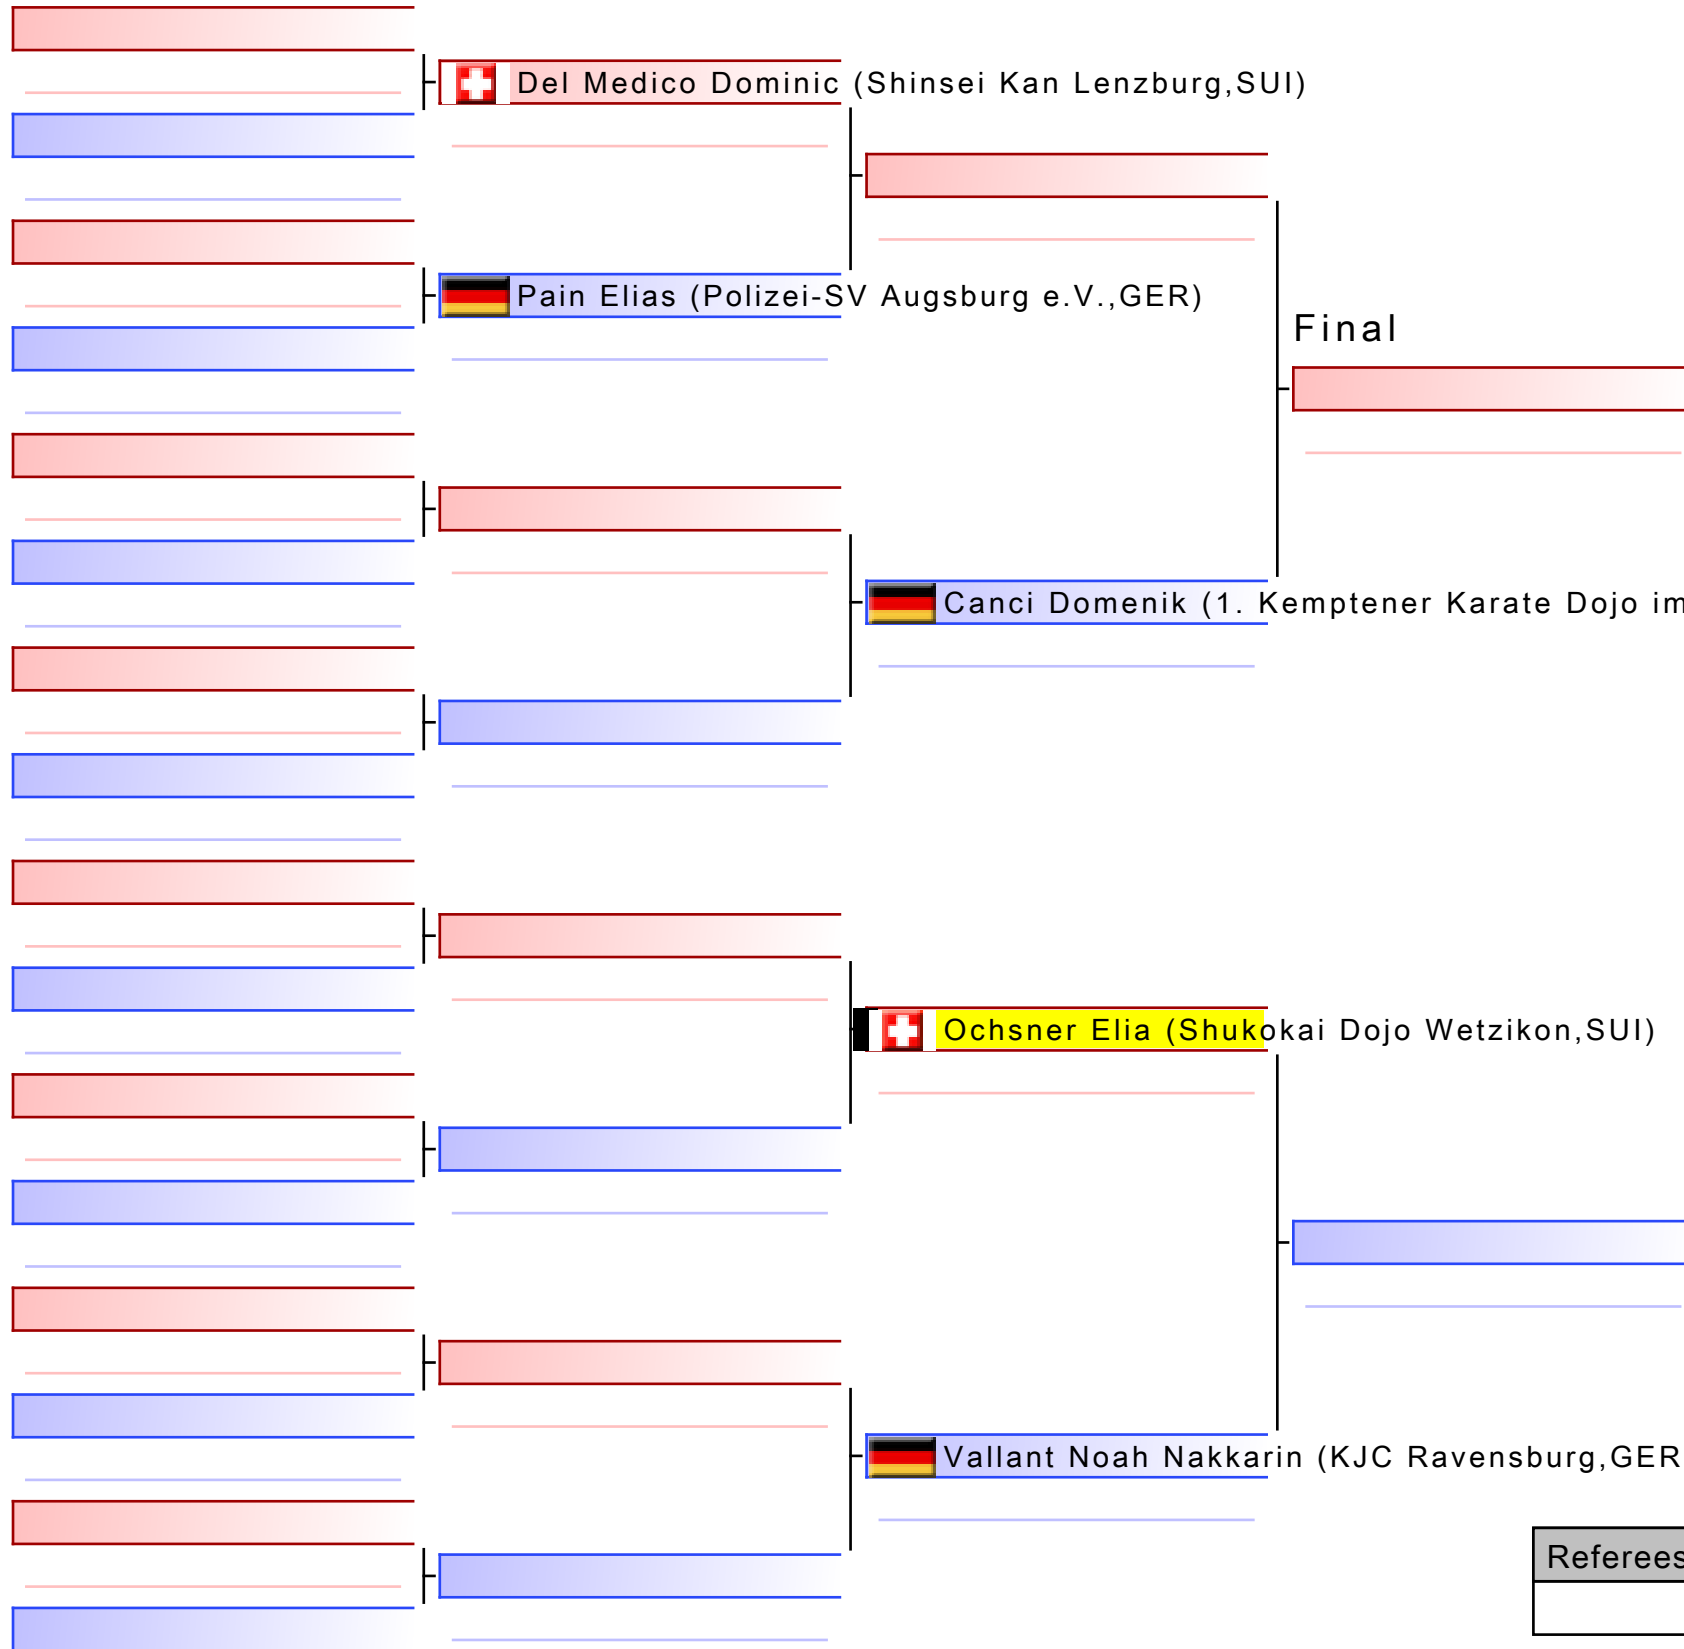 Del Medico Dominic (Shinsei Kan Lenzburg,SUI)
Pain Elias (Polizei-SV Augsburg e.V.,GER)
Final
Canci Domenik (1. Kemptener Karate Dojo im
Ochsner Elia (Shukokai Dojo Wetzikon,SUI)
Vallant Noah Nakkarin (KJC Ravensburg,GER
Referees